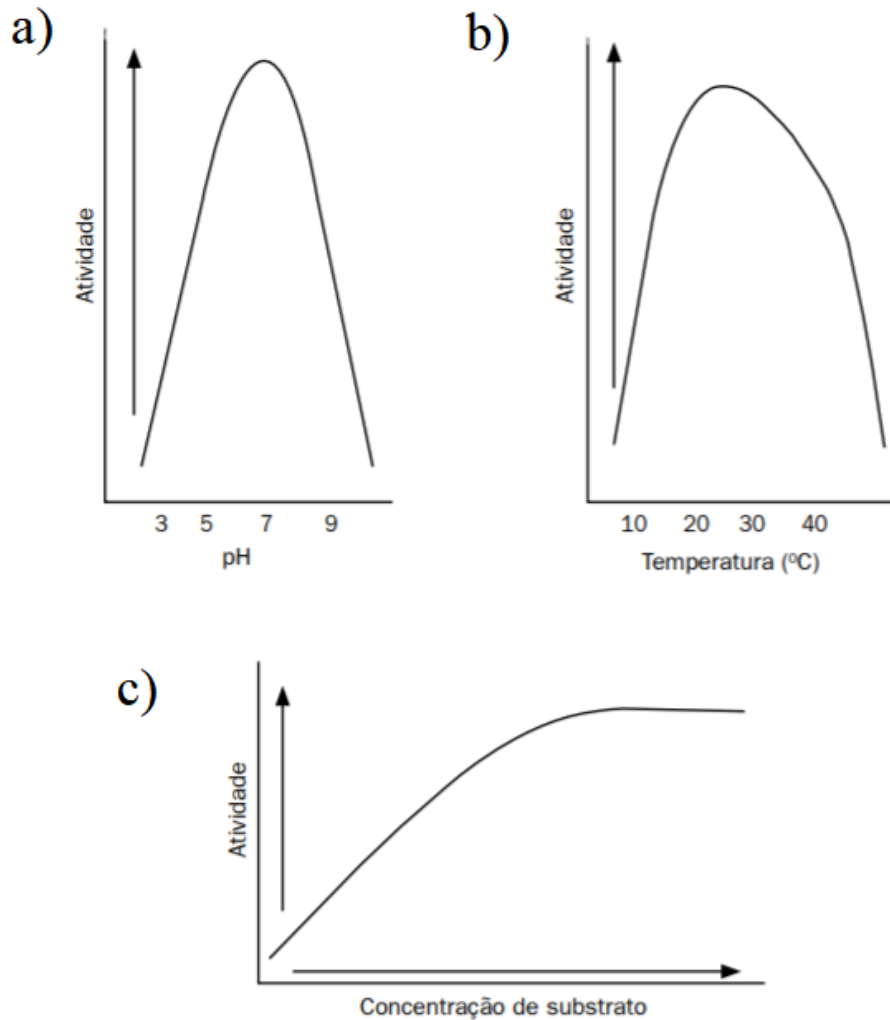 a)
Atividade
3 5 7 9
pH
b)
Atividade
10 20 30 40
Temperatura (ºC)
c)
Atividade
Concentração de substrato